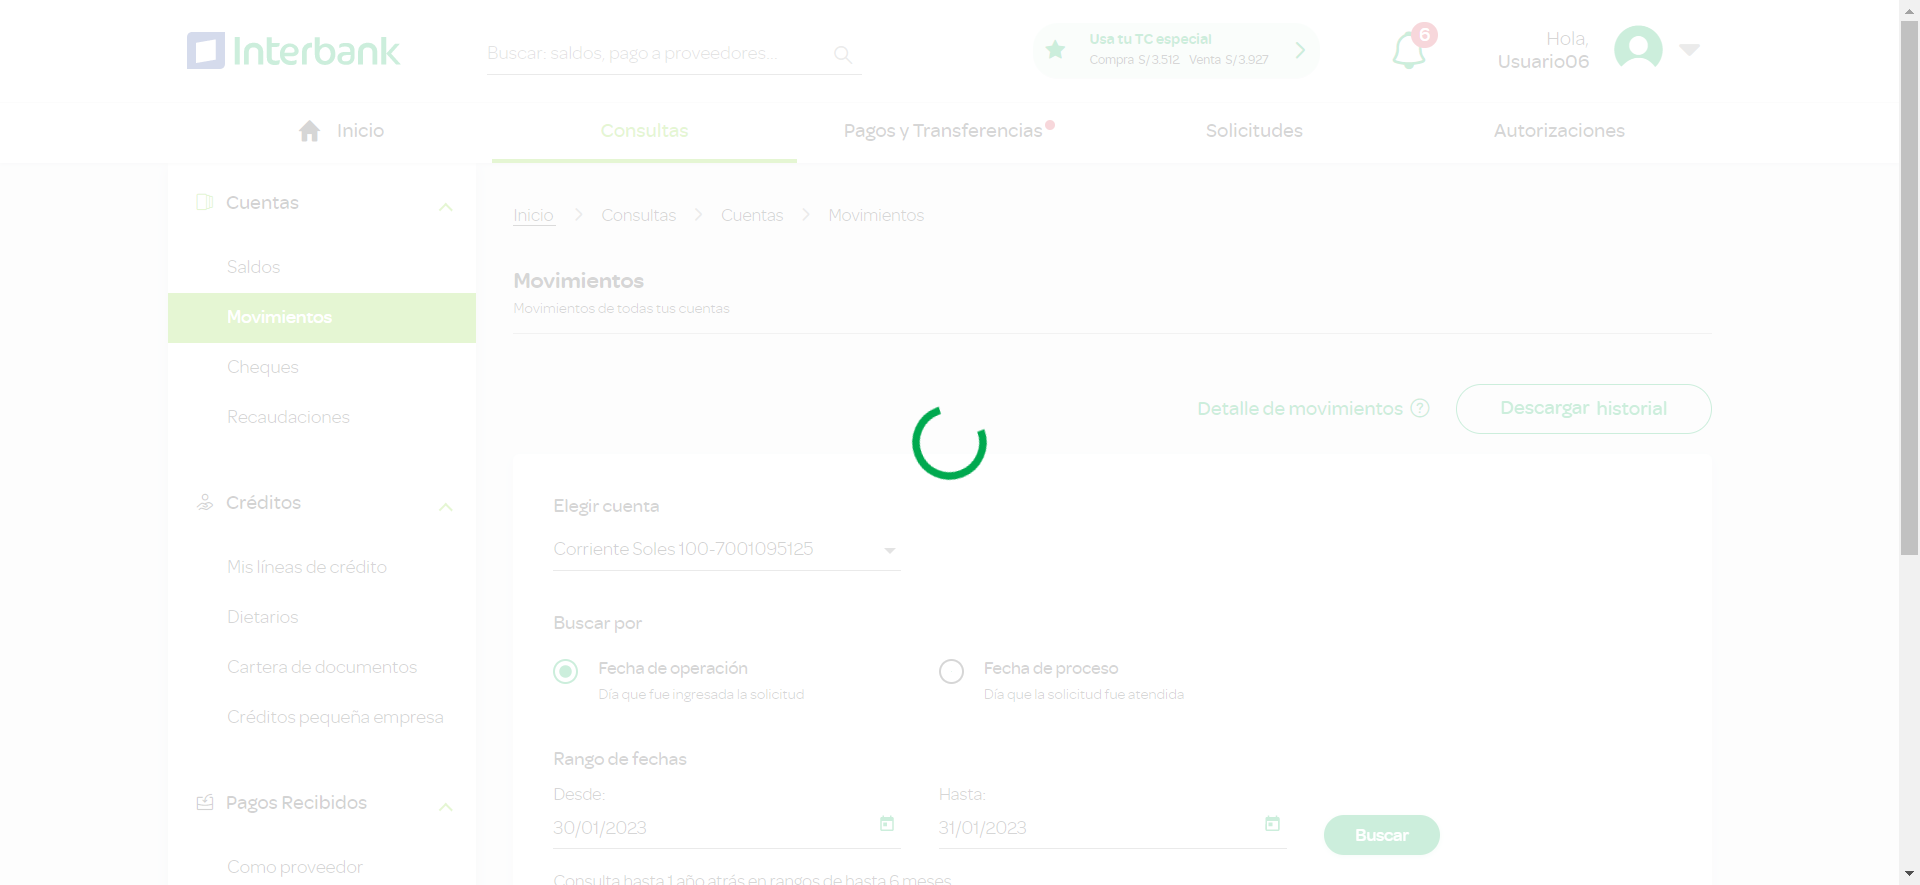 Interbank
Buscar: saldos, pago a proveedores...
Usa tu TC especial
Compra S/3.512 Venta S/3.927
6
Hola,
Usuario06
Inicio
Consultas
Pagos y Transferencias
Solicitudes
Autorizaciones
Cuentas
Saldos
Movimientos
Cheques
Recaudaciones
Créditos
Mis líneas de crédito
Dietarios
Cartera de documentos
Créditos pequeña empresa
Pagos Recibidos
Como proveedor
Inicio > Consultas > Cuentas > Movimientos
Movimientos
Movimientos de todas tus cuentas
Detalle de movimientos ?
Descargar historial
Elegir cuenta
Corriente Soles 100-7001095125
Buscar por
Fecha de operación
Día que fue ingresada la solicitud
Fecha de proceso
Día que la solicitud fue atendida
Rango de fechas
Desde:
30/01/2023
Hasta:
31/01/2023
Buscar
Consulta hasta 1 año atrás en rangos de hasta 6 meses